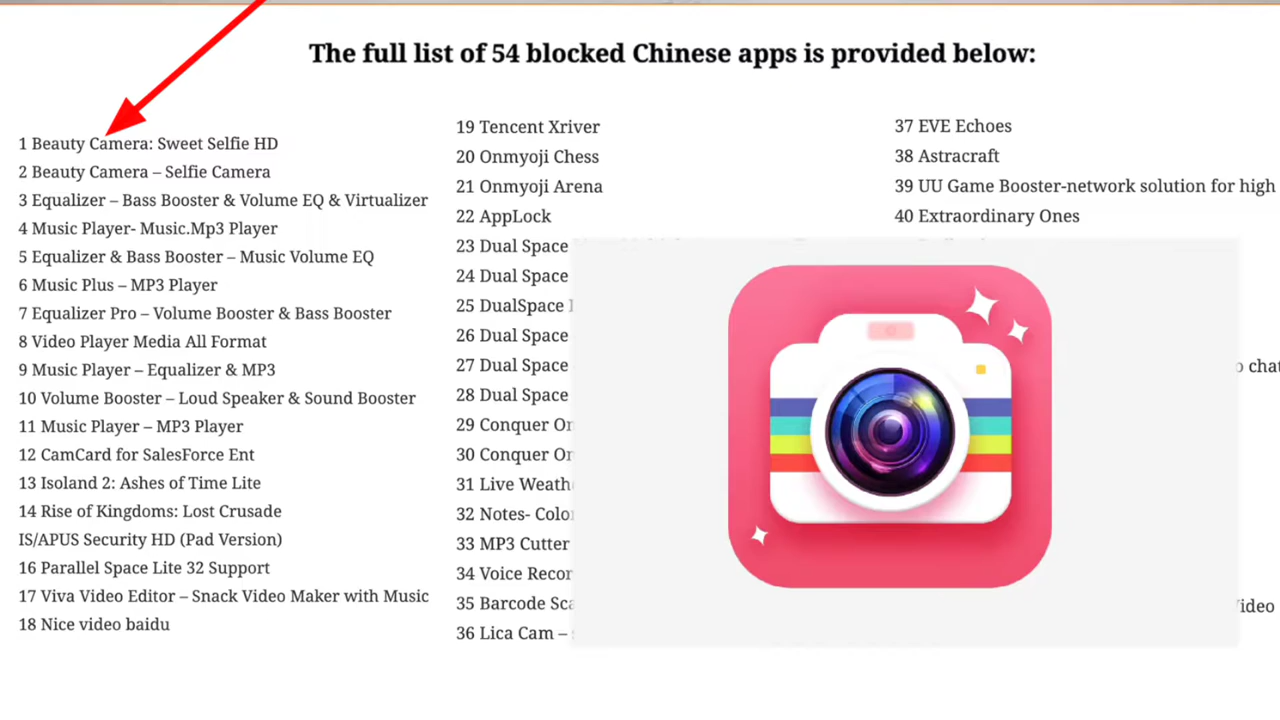 The full list of 54 blocked Chinese apps is provided below:
1 Beauty Camera: Sweet Selfie HD
2 Beauty Camera – Selfie Camera
3 Equalizer – Bass Booster & Volume EQ & Virtualizer
4 Music Player- Music.Mp3 Player
5 Equalizer & Bass Booster – Music Volume EQ
6 Music Plus – MP3 Player
7 Equalizer Pro – Volume Booster & Bass Booster
8 Video Player Media All Format
9 Music Player – Equalizer & MP3
10 Volume Booster – Loud Speaker & Sound Booster
11 Music Player – MP3 Player
12 CamCard for SalesForce Ent
13 Isoland 2: Ashes of Time Lite
14 Rise of Kingdoms: Lost Crusade
IS/APUS Security HD (Pad Version)
16 Parallel Space Lite 32 Support
17 Viva Video Editor – Snack Video Maker with Music
18 Nice video baidu
19 Tencent Xriver
20 Onmyoji Chess
21 Onmyoji Arena
22 AppLock
23 Dual Space
24 Dual Space
25 DualSpace
26 Dual Space
27 Dual Space
28 Dual Space
29 Conquer
30 Conquer
31 Live
32 Notes-
33 MP3 Cutter
34 Voice
35 Barcode
36 Lica Cam –
37 EVE Echoes
38 Astracraft
39 UU Game Booster-network solution for high
40 Extraordinary Ones